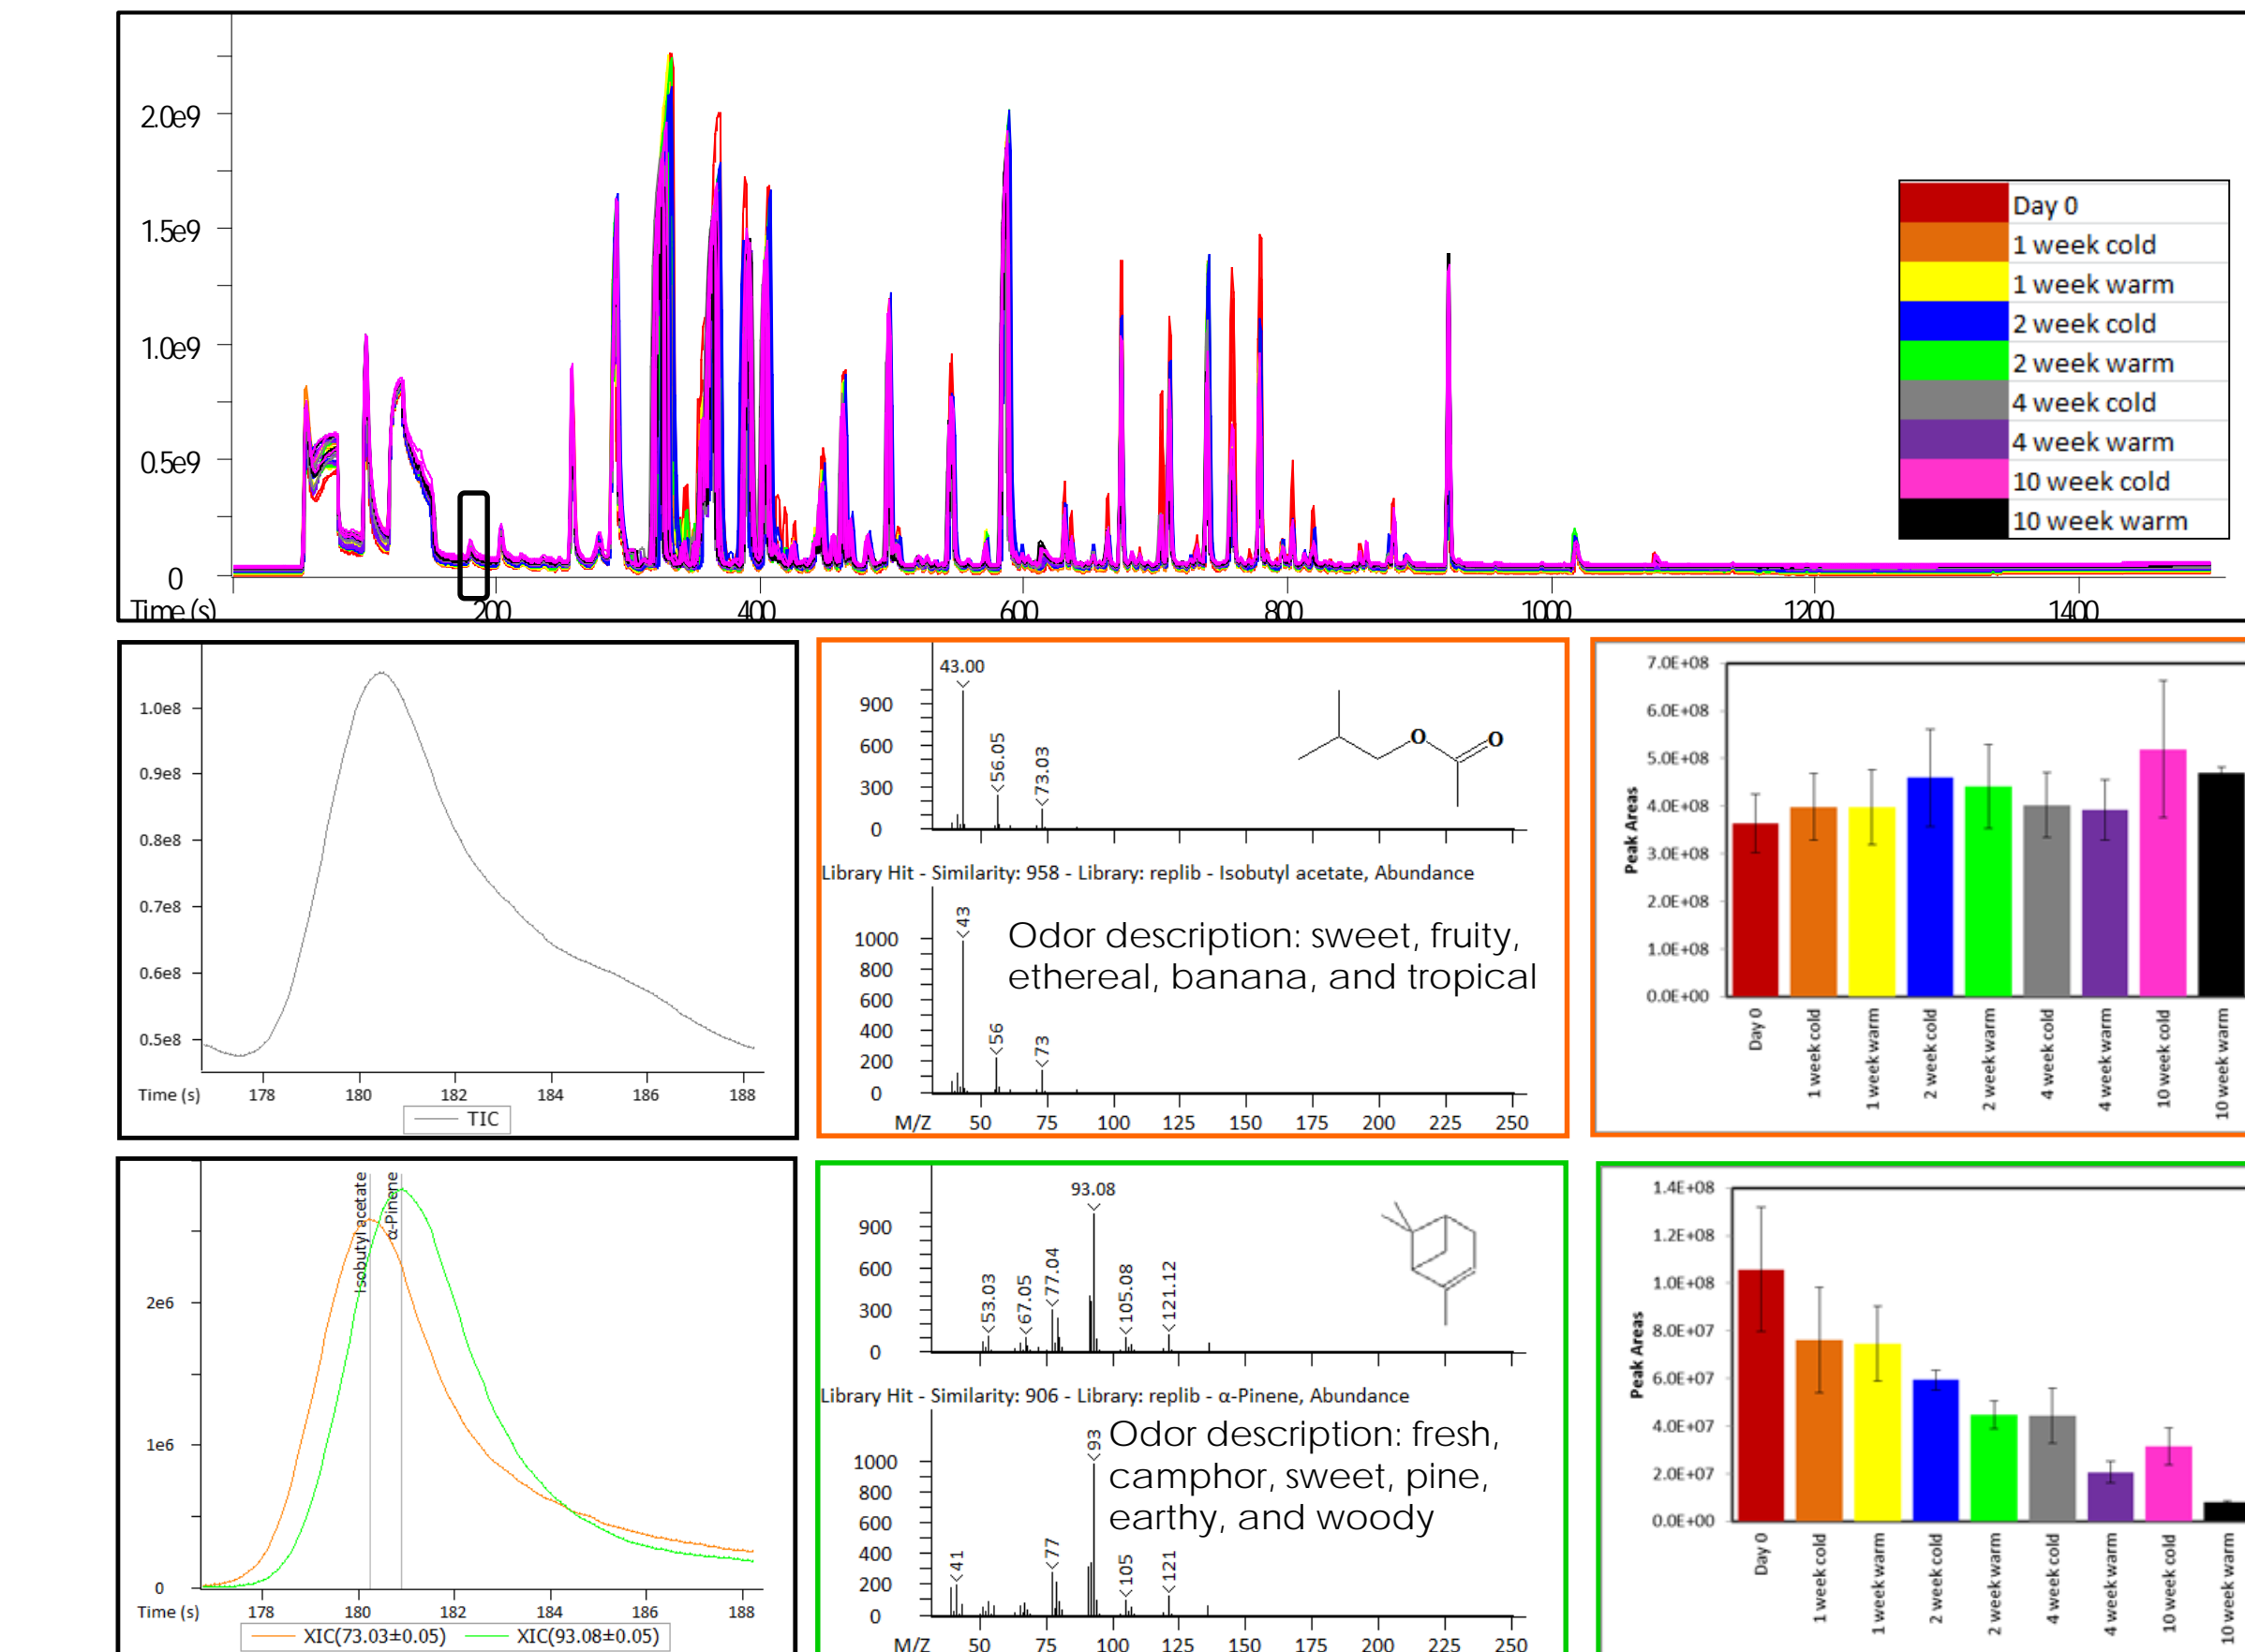 2.0e9
1.5e9
1.0e9
0.5e9
0
Time (s)
200
400
600
800
1000
1200
1400
Day 0
1 week cold
1 week warm
2 week cold
2 week warm
4 week cold
4 week warm
10 week cold
10 week warm
1.0e8
0.9e8
0.8e8
0.7e8
0.6e8
0.5e8
Time (s)
178
180
182
184
186
188
TIC
43.00
900
600
300
0
56.05
73.03
O
O
Library Hit - Similarity: 958 - Library: replib - Isobutyl acetate, Abundance
43
1000
800
600
400
200
0
56
73
Odor description: sweet, fruity,
ethereal, banana, and tropical
M/Z
50
75
100
125
150
175
200
225
250
Peak Areas
7.0E+08
6.0E+08
5.0E+08
4.0E+08
3.0E+08
2.0E+08
1.0E+08
0.0E+00
Day 0
1 week cold
1 week warm
2 week cold
2 week warm
4 week cold
4 week warm
10 week cold
10 week warm
Isobutyl acetate
α-Pinene
2e6
1e6
0
Time (s)
178
180
182
184
186
188
XIC(73.03±0.05)
XIC(93.08±0.05)
93.08
900
600
300
0
53.03
67.05
77.04
105.08
121.12
Library Hit - Similarity: 906 - Library: replib - α-Pinene, Abundance
93
1000
800
600
400
200
0
41
77
105
121
Odor description: fresh,
camphor, sweet, pine,
earthy, and woody
M/Z
50
75
100
125
150
175
200
225
250
Peak Areas
1.4E+08
1.2E+08
1.0E+08
8.0E+07
6.0E+07
4.0E+07
2.0E+07
0.0E+00
Day 0
1 week cold
1 week warm
2 week cold
2 week warm
4 week cold
4 week warm
10 week cold
10 week warm